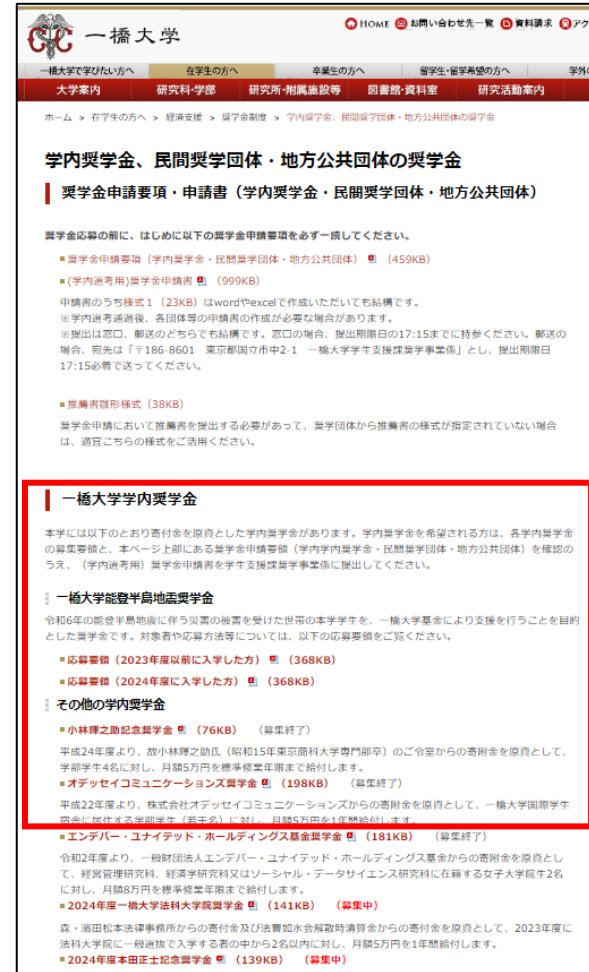 一橋大学
HOME お問い合わせ先一覧 資料請求 アク
一橋大学で学びたい方へ 在学生の方へ 卒業生の方へ 留学生・留学希望の方へ 学外
大学案内 研究科・学部 研究所・附属施設等 図書館・資料室 研究活動案内
ホーム > 在学生の方へ > 経済支援 > 奨学金制度 > 学内奨学金、民間奨学団体・地方公共団体の奨学金
学内奨学金、民間奨学団体・地方公共団体の奨学金
奨学金申請要項・申請書（学内奨学金・民間奨学団体・地方公共団体）
奨学金応募の前に、はじめに以下の奨学金申請要項を必ず一読してください。
奨学金申請要項（学内奨学金・民間奨学団体・地方公共団体） （459KB）
(学内選考用)奨学金申請書 （999KB）
申請書のうち様式１（23KB）はwordやexcelで作成いただいても結構です。
※学内選考通過後、各団体等の申請書の作成が必要な場合があります。
※提出は窓口、郵送のどちらでも結構です。窓口の場合、提出期限日の17:15までに持参ください。郵送の
場合、宛先は「〒186-8601 東京都国立市中2-1 一橋大学学生支援課奨学事業係」とし、提出期限日
17:15必着で送ってください。
推薦書雛形様式（38KB）
奨学金申請において推薦書を提出する必要があって、奨学団体から推薦書の様式が指定されていない場合
は、適宜こちらの様式をご活用ください。
一橋大学学内奨学金
本学には以下のとおり寄付金を原資とした学内奨学金があります。学内奨学金を希望される方は、各学内奨学金
の募集要領と、本ページ上部にある奨学金申請要領（学内学内奨学金・民間奨学団体・地方公共団体）を確認の
うえ、（学内選考用）奨学金申請書を学生支援課奨学事業係に提出してください。
一橋大学能登半島地震奨学金
令和6年の能登半島地震に伴う災害の被害を受けた世帯の本学学生を、一橋大学基金により支援を行うことを目的
とした奨学金です。対象者や応募方法等については、以下の応募要領をご覧ください。
応募要領（2023年度以前に入学した方） （368KB）
応募要領（2024年度に入学した方） （368KB）
その他の学内奨学金
小林輝之助記念奨学金 （76KB） （募集終了）
平成24年度より、故小林輝之助氏（昭和15年東京商科大学専門部卒）のご令室からの寄附金を原資として、
学部学生4名に対し、月額5万円を標準修業年限まで給付します。
オデッセイコミュニケーションズ奨学金 （198KB） （募集終了）
平成22年度より、株式会社オデッセイコミュニケーションズからの寄附金を原資として、一橋大学国際学生
宿舎に居住する学部学生（若干名）に対し、月額5万円を1年間給付します。
エンデバー・ユナイテッド・ホールディングス基金奨学金 （181KB） （募集終了）
令和2年度より、一般財団法人エンデバー・ユナイテッド・ホールディングス基金からの寄附金を原資とし
て、経営管理研究科、経済学研究科又はソーシャル・データサイエンス研究科に在籍する女子大学院生2名
に対し、月額8万円を標準修業年限まで給付します。
2024年度一橋大学法科大学院奨学金 （141KB） （募集中）
森・濱田松本法律事務所からの寄付金及び法曹如水会解散時清算金からの寄付金を原資として、2023年度に
法科大学院に一般選抜で入学する者の中から2名以内に対し、月額5万円を1年間給付します。
2024年度本田正士記念奨学金 （139KB） （募集中）